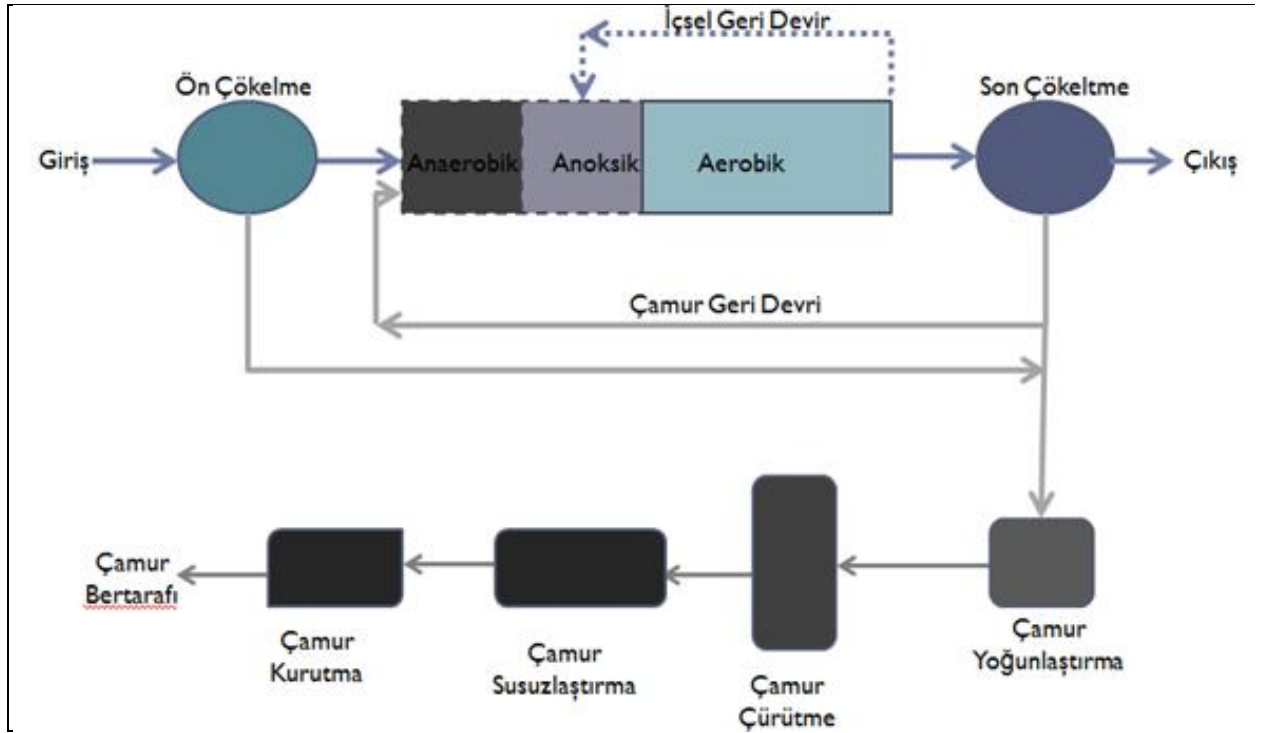 İçsel Geri Devir
Ön Çökelme
Son Çökeltme
Giriş
Anaerobik
Anoksik
Aerobik
Çıkış
Çamur Geri Devri
Çamur
Bertarafı
Çamur
Kurutma
Çamur
Susuzlaştırma
Çamur
Çürütme
Çamur
Yoğunlaştırma